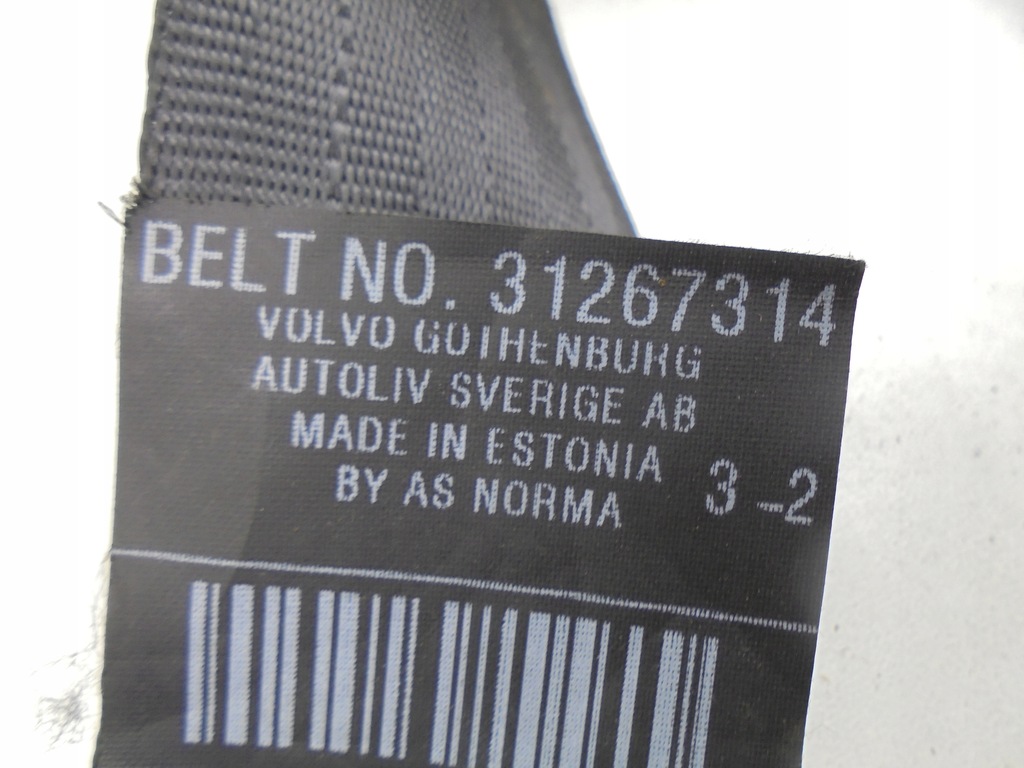 BELT NO. 31267314
VOLVO GOTHENBURG
AUTOLIV SVERIGE AB
MADE IN ESTONIA
BY AS NORMA 3-2